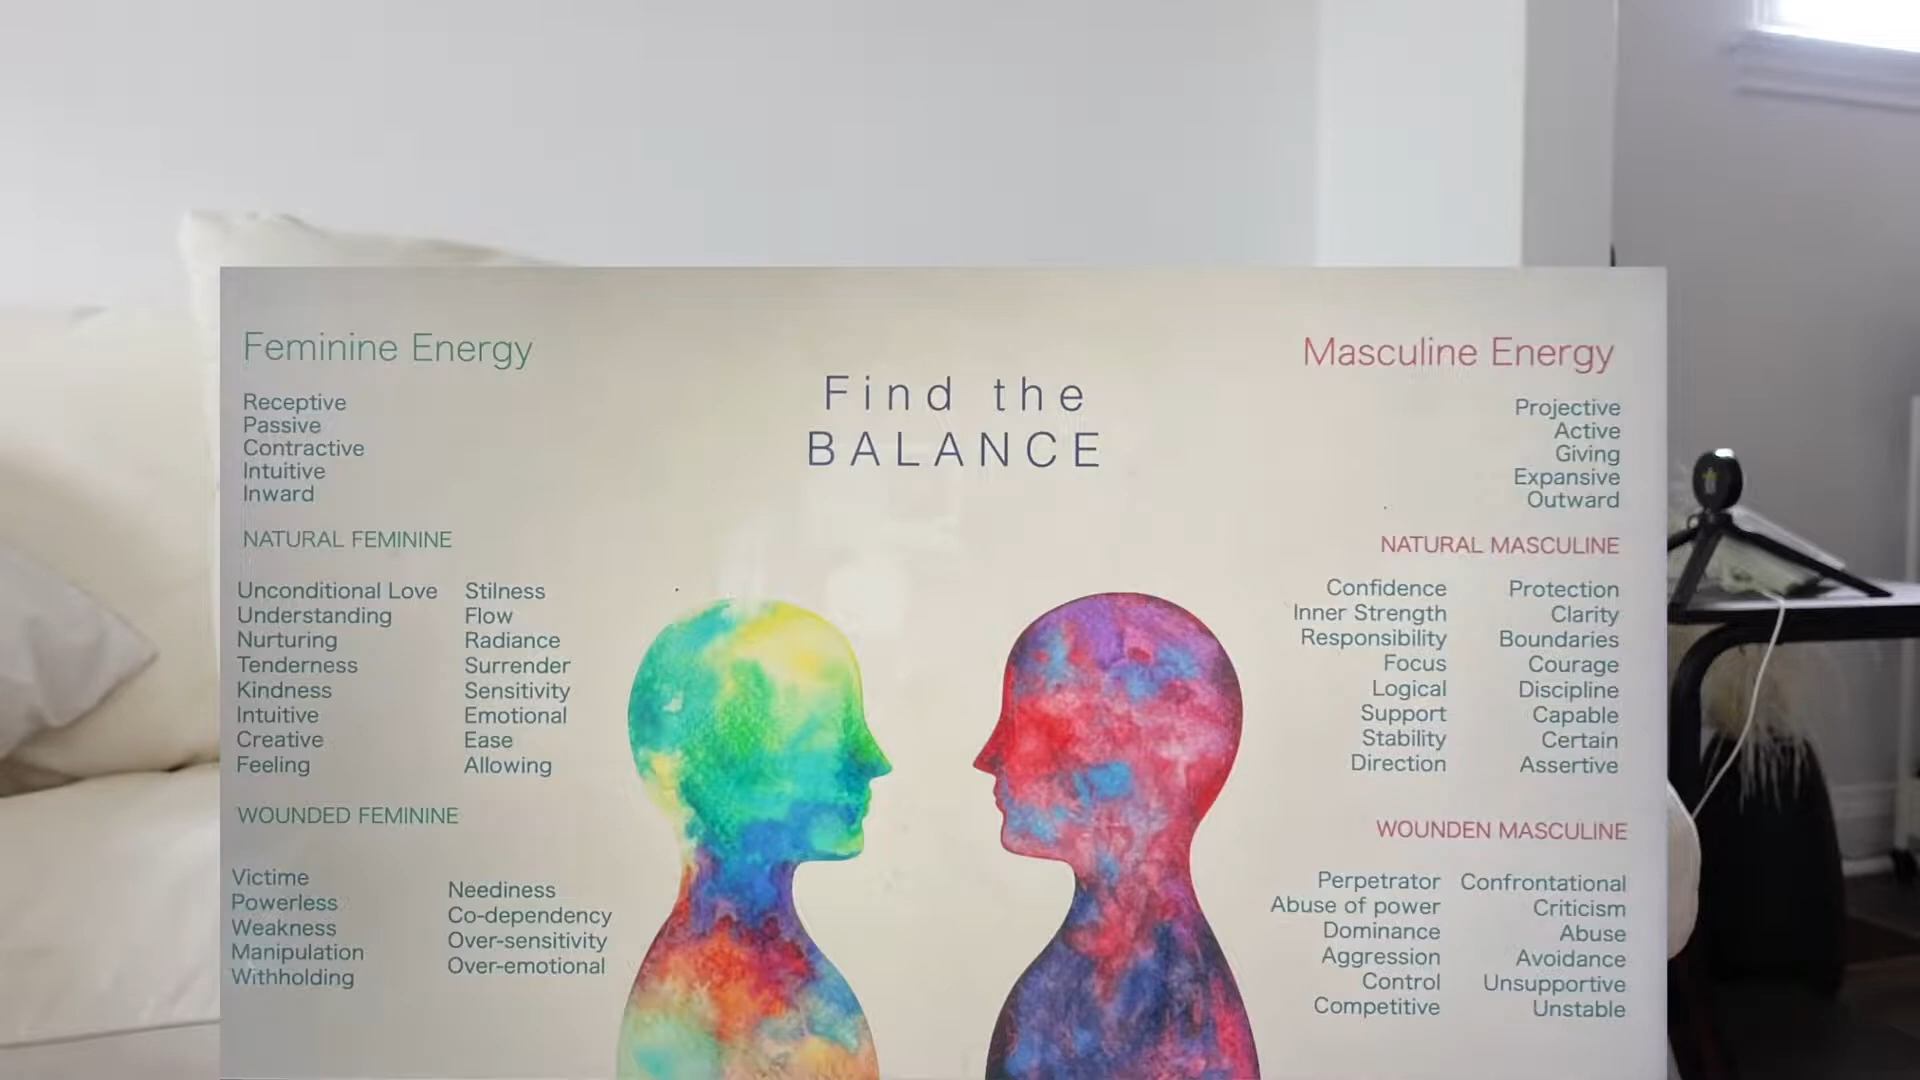 Feminine Energy
Receptive
Passive
Contractive
Intuitive
Inward
NATURAL FEMININE
Unconditional Love
Understanding
Nurturing
Tenderness
Kindness
Intuitive
Creative
Feeling
Stilness
Flow
Radiance
Surrender
Sensitivity
Emotional
Ease
Allowing
WOUNDED FEMININE
Victime
Powerless
Weakness
Manipulation
Withholding
Neediness
Co-dependency
Over-sensitivity
Over-emotional
Find the
BALANCE
Masculine Energy
Projective
Active
Giving
Expansive
Outward
NATURAL MASCULINE
Confidence
Inner Strength
Responsibility
Focus
Logical
Support
Stability
Direction
Protection
Clarity
Boundaries
Courage
Discipline
Capable
Certain
Assertive
WOUNDEN MASCULINE
Perpetrator
Abuse of power
Dominance
Aggression
Control
Competitive
Confrontational
Criticism
Abuse
Avoidance
Unsupportive
Unstable